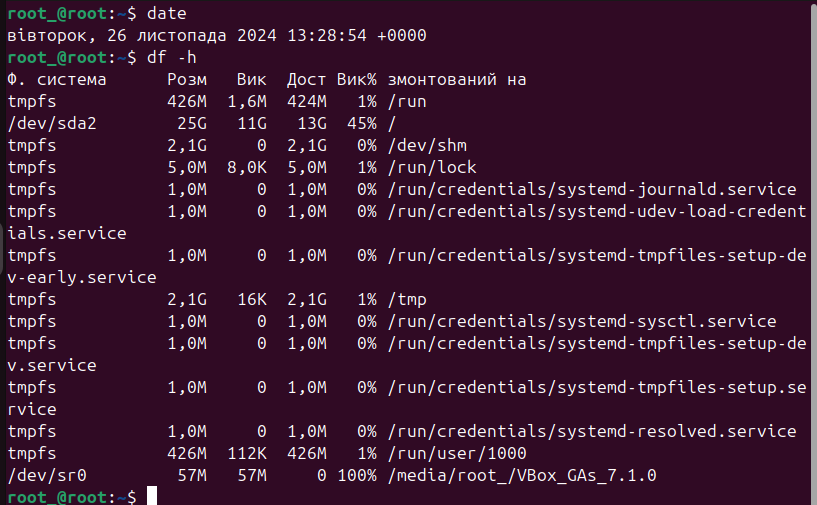 root_@root:~$ date
вівторок, 26 листопада 2024 13:28:54 +0000
root_@root:~$ df -h
Ф. система      Розм   Вик  Дост Вик% змонтований на
tmpfs           426M  1,6M  424M   1% /run
/dev/sda2        25G   11G   13G  45% /
tmpfs           2,1G     0  2,1G   0% /dev/shm
tmpfs           5,0M  8,0K  5,0M   1% /run/lock
tmpfs           1,0M     0  1,0M   0% /run/credentials/systemd-journald.service
tmpfs           1,0M     0  1,0M   0% /run/credentials/systemd-udev-load-credent
ials.service
tmpfs           1,0M     0  1,0M   0% /run/credentials/systemd-tmpfiles-setup-de
v-early.service
tmpfs           2,1G   16K  2,1G   1% /tmp
tmpfs           1,0M     0  1,0M   0% /run/credentials/systemd-sysctl.service
tmpfs           1,0M     0  1,0M   0% /run/credentials/systemd-tmpfiles-setup-de
v.service
tmpfs           1,0M     0  1,0M   0% /run/credentials/systemd-tmpfiles-setup.se
rvice
tmpfs           1,0M     0  1,0M   0% /run/credentials/systemd-resolved.service
tmpfs           426M  112K  426M   1% /run/user/1000
/dev/sr0         57M   57M     0 100% /media/root_/VBox_GAs_7.1.0
root_@root:~$